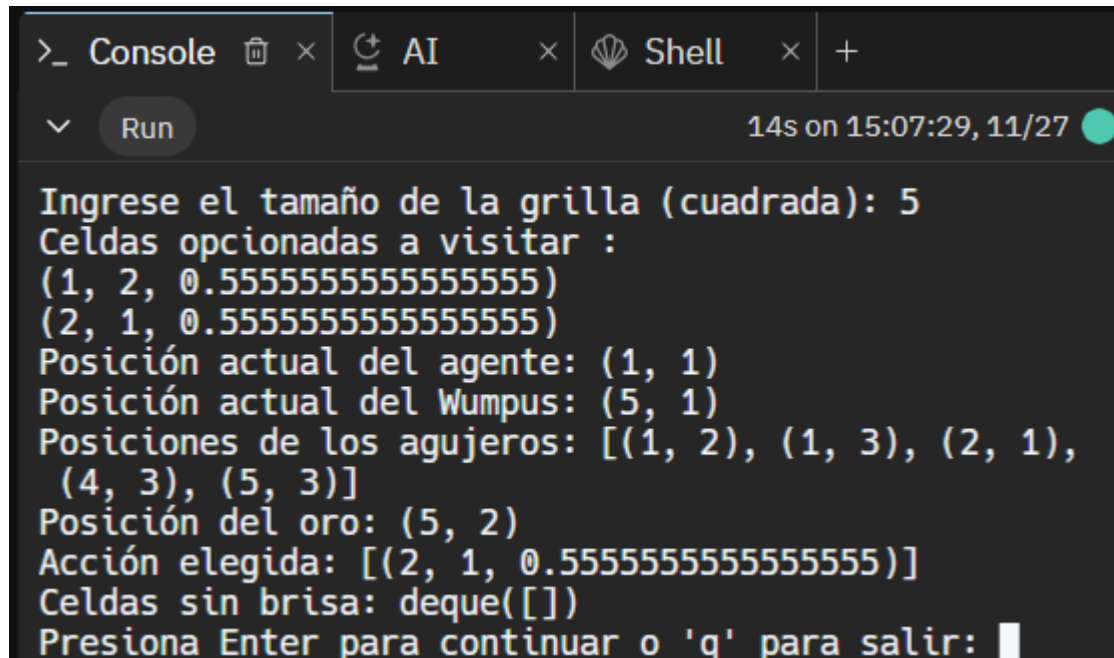 >_ Console × AI × Shell × +
Run 14s on 15:07:29, 11/27
Ingrese el tamaño de la grilla (cuadrada): 5
Celdas opcionadas a visitar :
(1, 2, 0.5555555555555555)
(2, 1, 0.5555555555555555)
Posición actual del agente: (1, 1)
Posición actual del Wumpus: (5, 1)
Posiciones de los agujeros: [(1, 2), (1, 3), (2, 1),
(4, 3), (5, 3)]
Posición del oro: (5, 2)
Acción elegida: [(2, 1, 0.5555555555555555)]
Celdas sin brisa: deque([])
Presiona Enter para continuar o 'q' para salir: